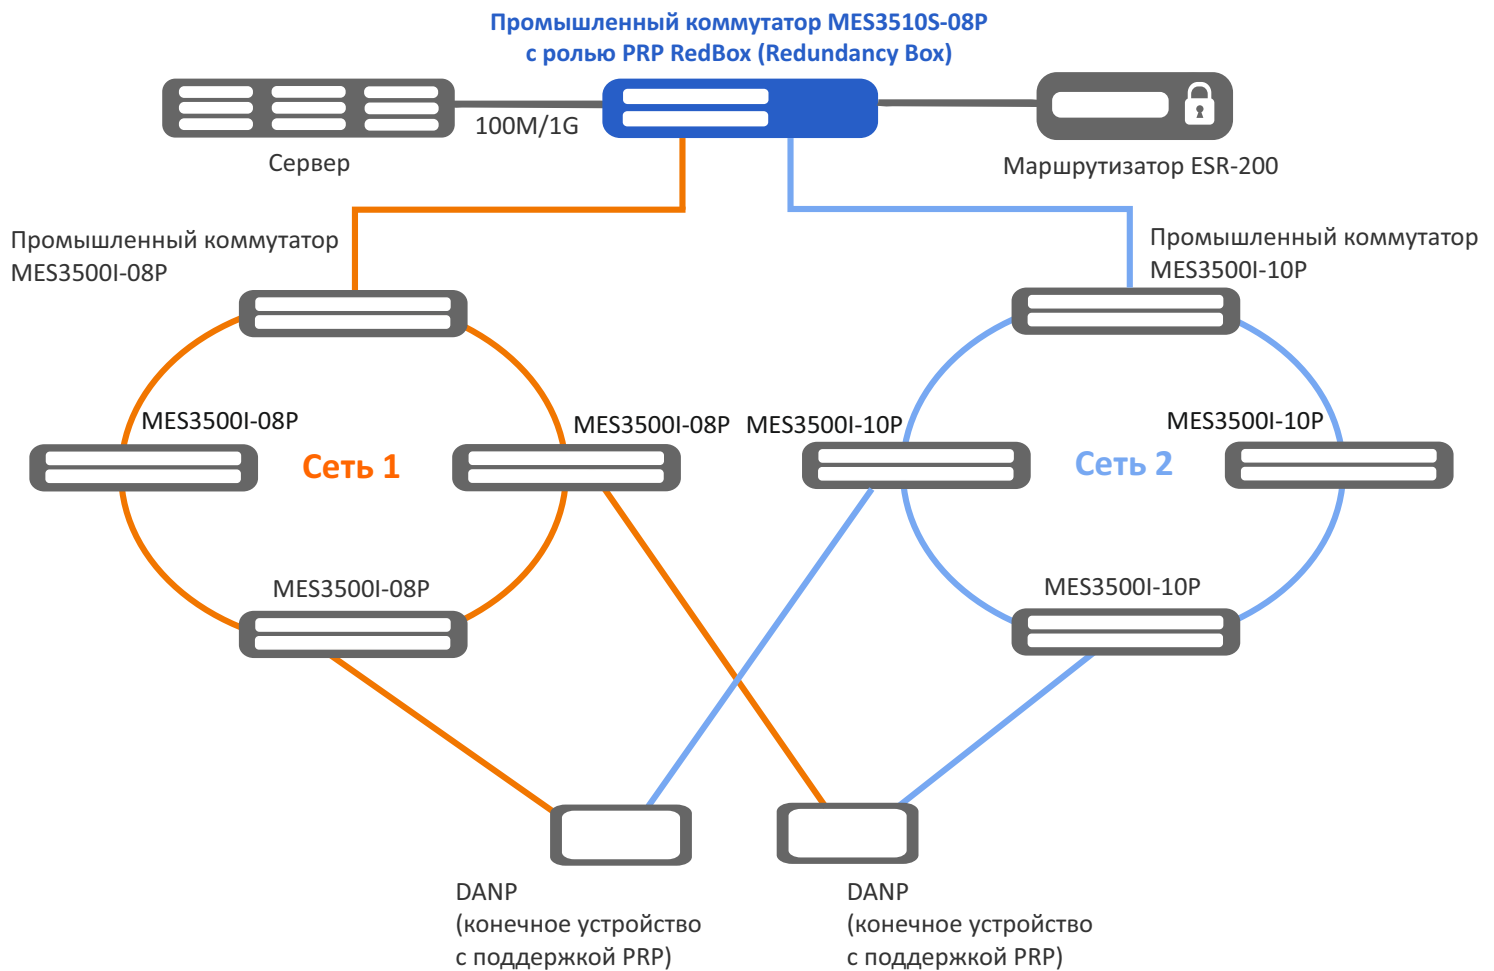 Промышленный коммутатор MES3510S-08P
с ролью PRP RedBox (Redundancy Box)
100M/1G
Сервер
Маршрутизатор ESR-200
Промышленный коммутатор
MES3500I-08P
Промышленный коммутатор
MES3500I-10P
MES3500I-08P
MES3500I-08P
MES3500I-10P
MES3500I-10P
Сеть 1
Сеть 2
MES3500I-08P
MES3500I-10P
DANP
(конечное устройство
с поддержкой PRP)
DANP
(конечное устройство
с поддержкой PRP)